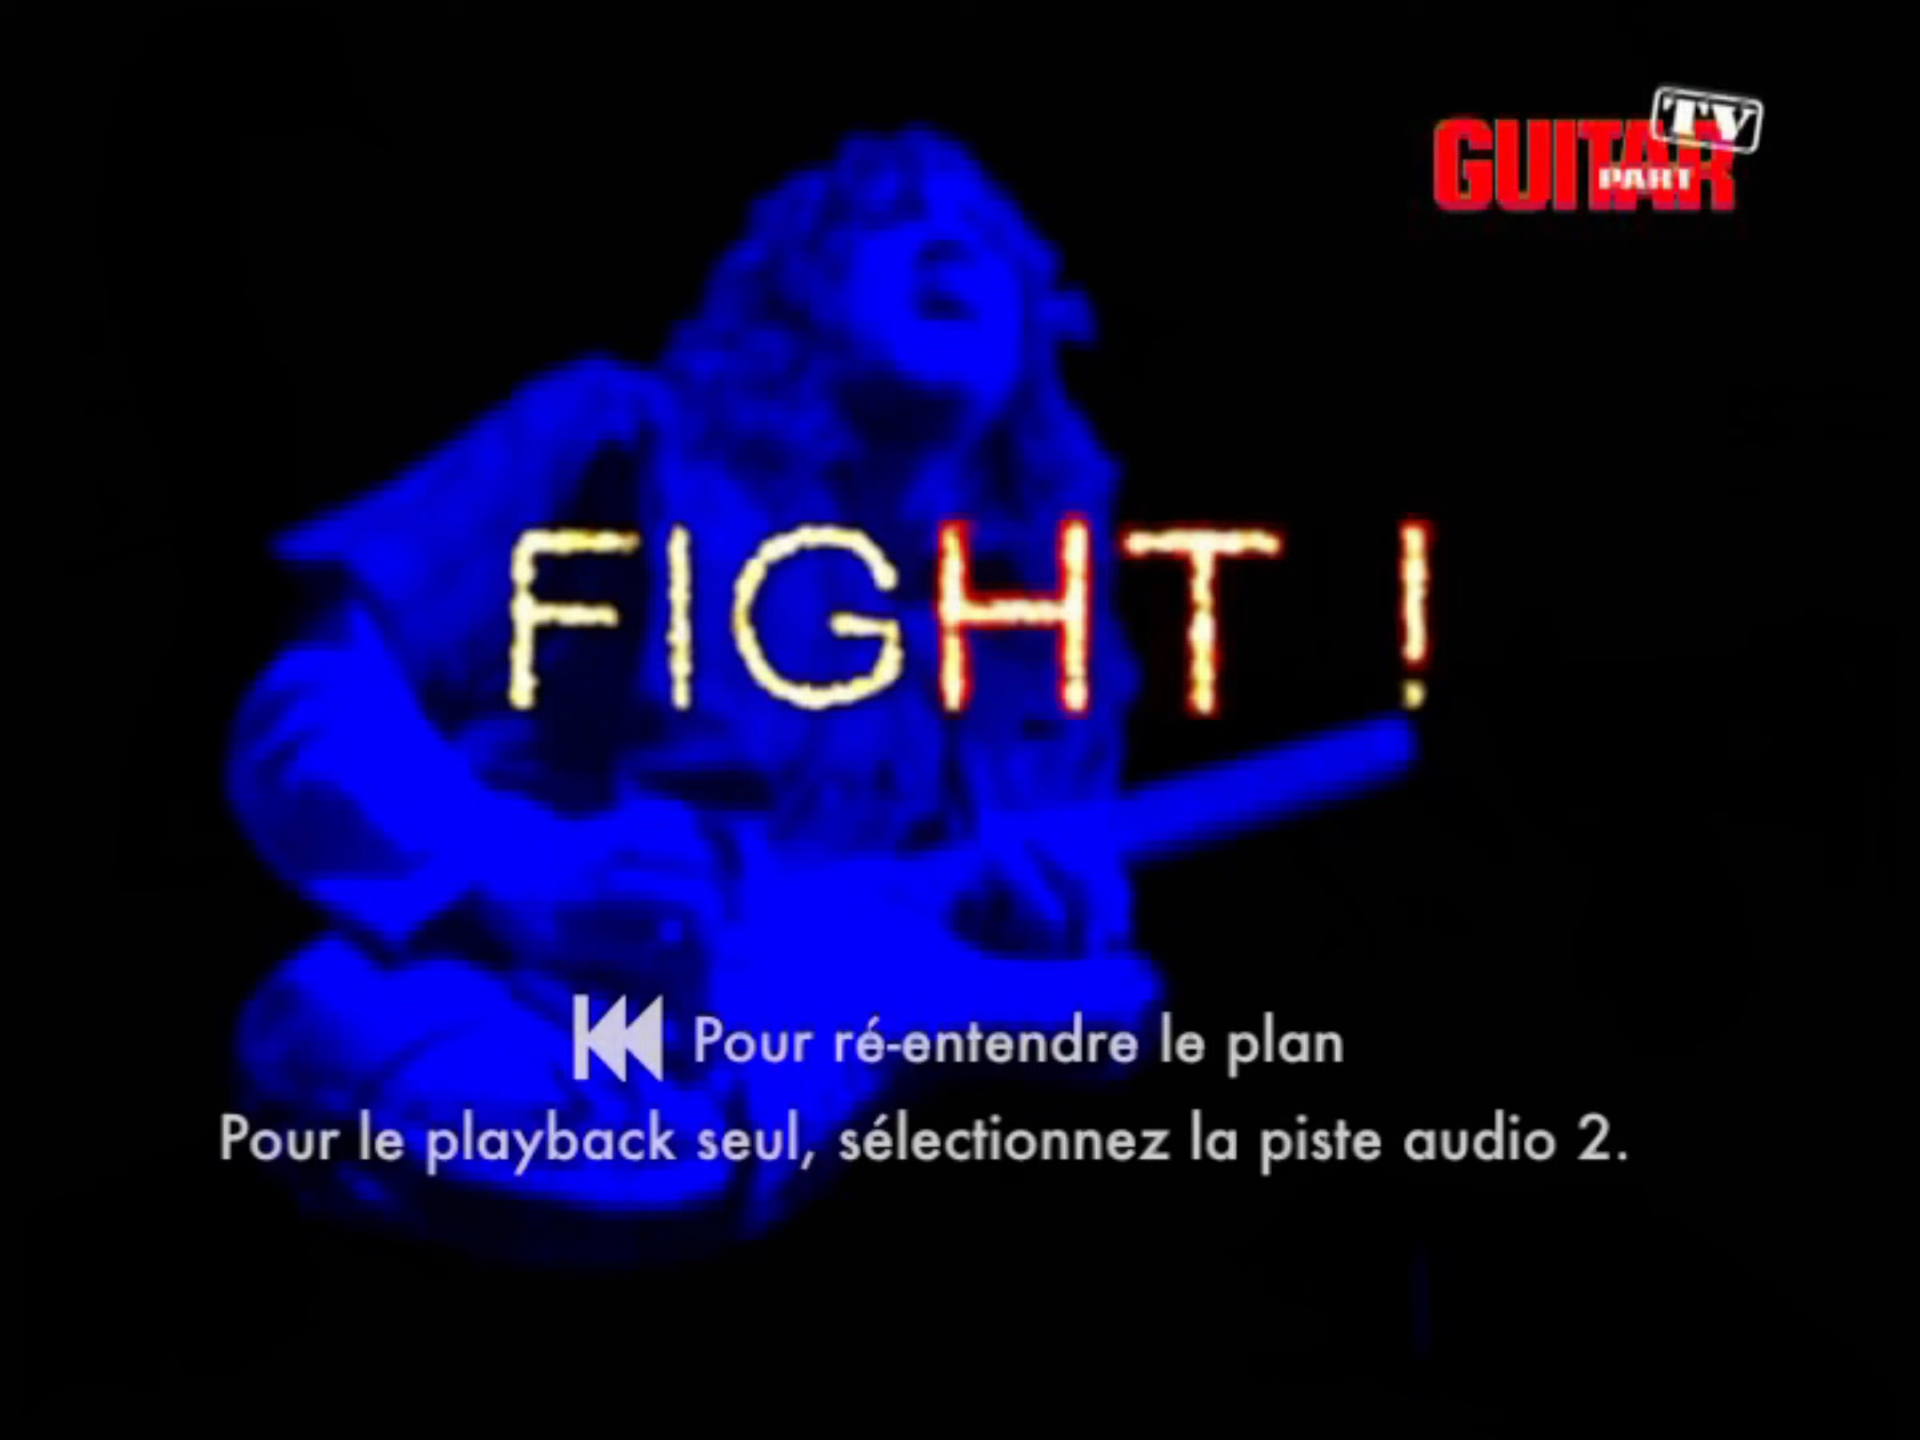 TV
GUITAR
PART
FIGHT !
Pour ré-entendre le plan
Pour le playback seul, sélectionnez la piste audio 2.